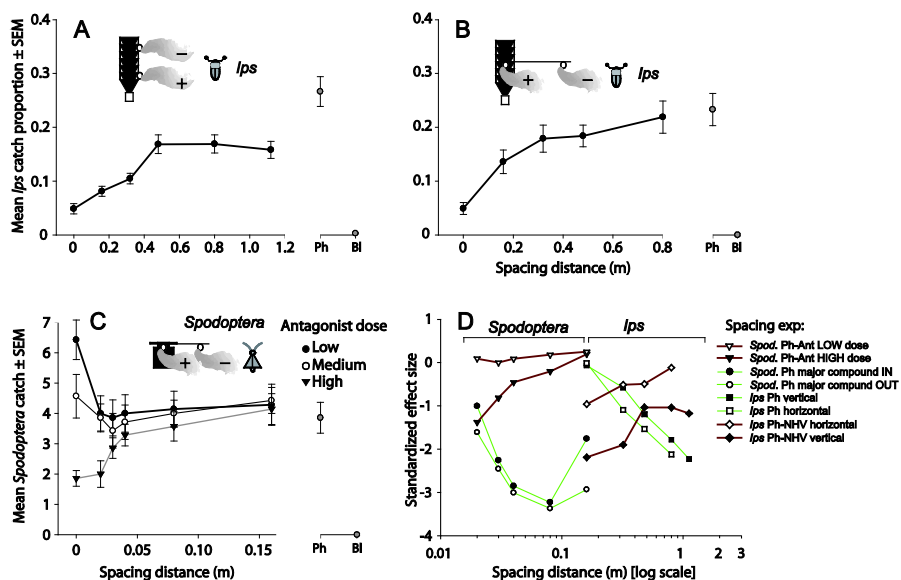 A
Mean Ips catch proportion ± SEM
0.4
0.3
0.2
0.1
0
0 0.2 0.4 0.6 0.8 1.0 1.2
Ph Bl
−
+
Ips
B
0.4
0.3
0.2
0.1
0
0 0.2 0.4 0.6 0.8
Ph Bl
Spacing distance (m)
+ −
Ips
C
Mean Spodoptera catch ± SEM
7
6
5
4
3
2
1
0
0 0.05 0.10 0.15
Ph Bl
Spacing distance (m)
Spodoptera
+ −
Antagonist dose
Low
Medium
High
D
Standardized effect size
1
0
-1
-2
-3
-4
0.01 0.1 1 2 3
Spacing distance (m) [log scale]
Spodoptera Ips
Spacing exp:
Spod. Ph-Ant LOW dose
Spod. Ph-Ant HIGH dose
Spod. Ph major compound IN
Spod. Ph major compund OUT
Ips Ph vertical
Ips Ph horizontal
Ips Ph-NHV horizontal
Ips Ph-NHV vertical